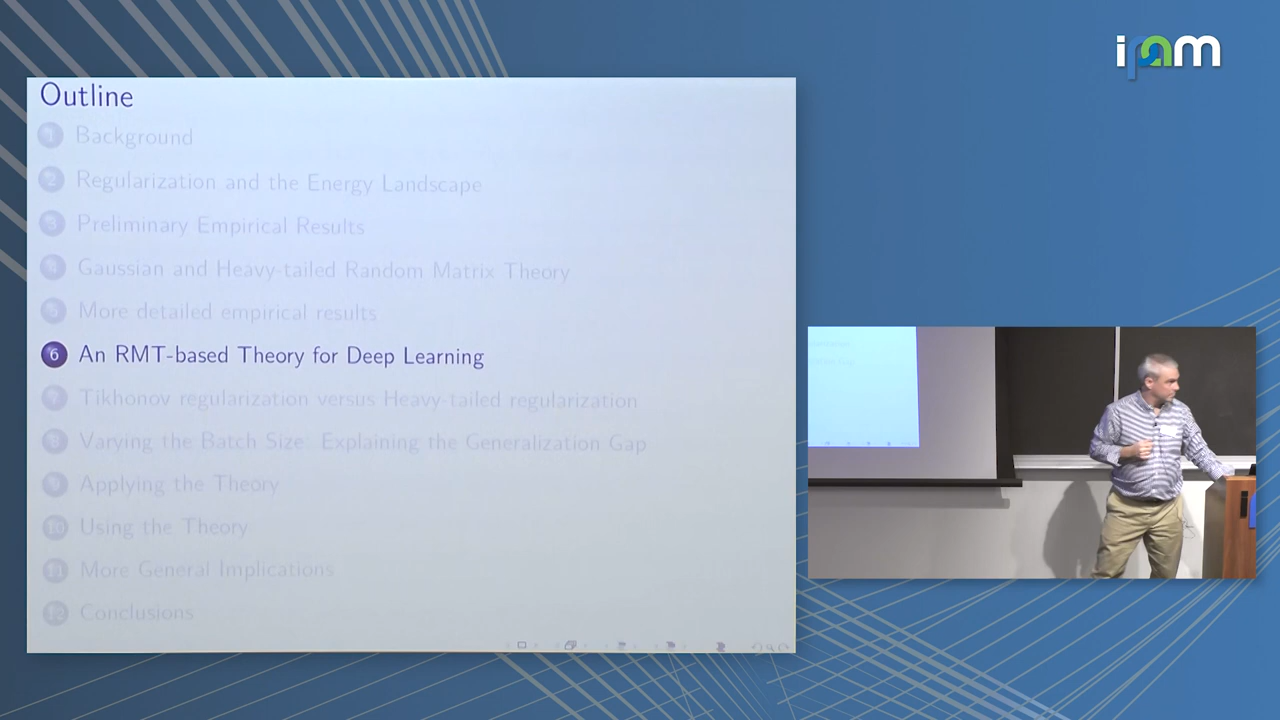 ipam
Outline
1 Background
2 Regularization and the Energy Landscape
3 Preliminary Empirical Results
4 Gaussian and Heavy-tailed Random Matrix Theory
5 More detailed empirical results
6 An RMT-based Theory for Deep Learning
7 Tikhonov regularization versus Heavy-tailed regularization
8 Varying the Batch Size: Explaining the Generalization Gap
9 Applying the Theory
10 Using the Theory
11 More General Implications
12 Conclusions